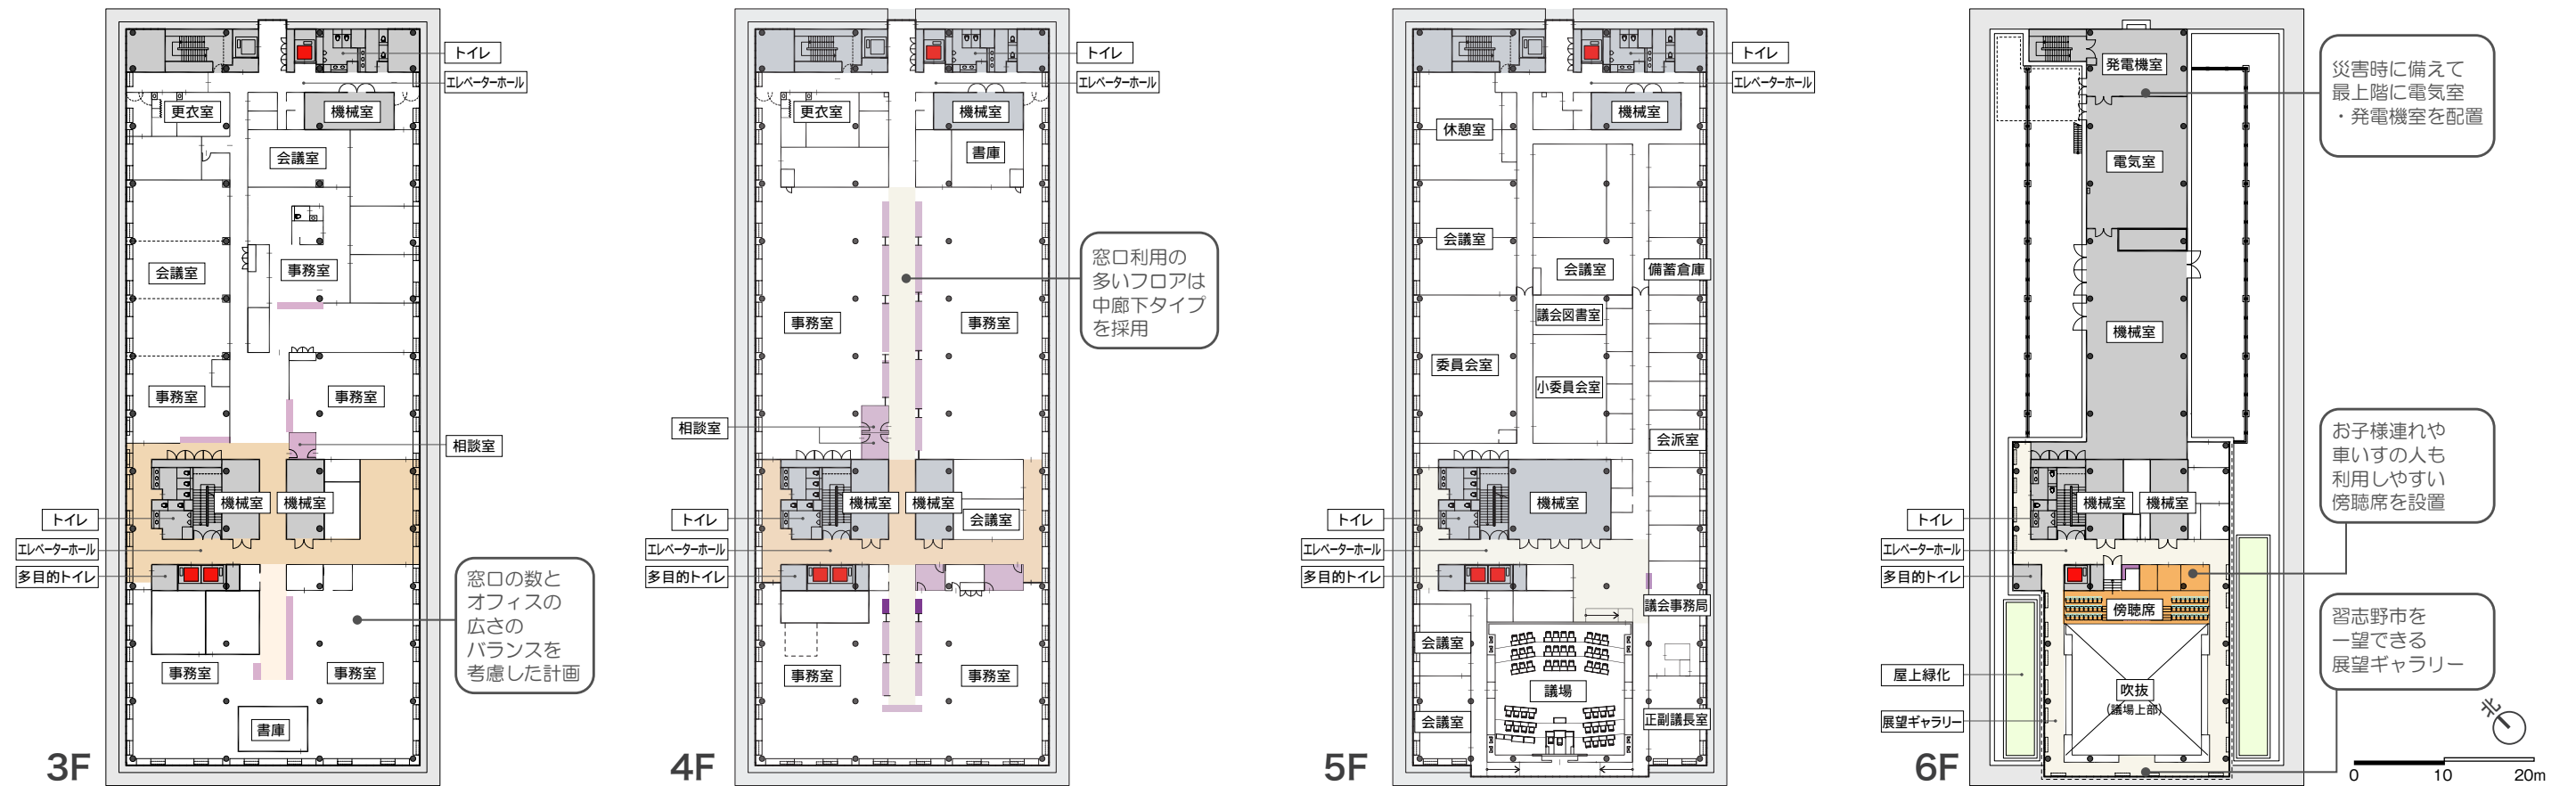 トイレ
エレベーターホール
更衣室
機械室
会議室
会議室
事務室
事務室
事務室
相談室
機械室
機械室
トイレ
エレベーターホール
多目的トイレ
窓口の数と
オフィスの
広さの
バランスを
考慮した計画
事務室
事務室
書庫
3F
トイレ
エレベーターホール
更衣室
機械室
書庫
窓口利用の
多いフロアは
中廊下タイプ
を採用
事務室
事務室
相談室
機械室
機械室
会議室
トイレ
エレベーターホール
多目的トイレ
事務室
事務室
4F
トイレ
エレベーターホール
機械室
休憩室
会議室
会議室
備蓄倉庫
議会図書室
委員会室
小委員会室
会派室
機械室
トイレ
エレベーターホール
多目的トイレ
議会事務局
会議室
議場
会議室
正副議長室
5F
発電機室
災害時に備えて
最上階に電気室
・発電機室を配置
電気室
機械室
お子様連れや
車いすの人も
利用しやすい
傍聴席を設置
機械室
機械室
トイレ
エレベーターホール
多目的トイレ
傍聴席
習志野市を
一望できる
展望ギャラリー
屋上緑化
吹抜
(議場上部)
展望ギャラリー
6F
北
0 10 20m